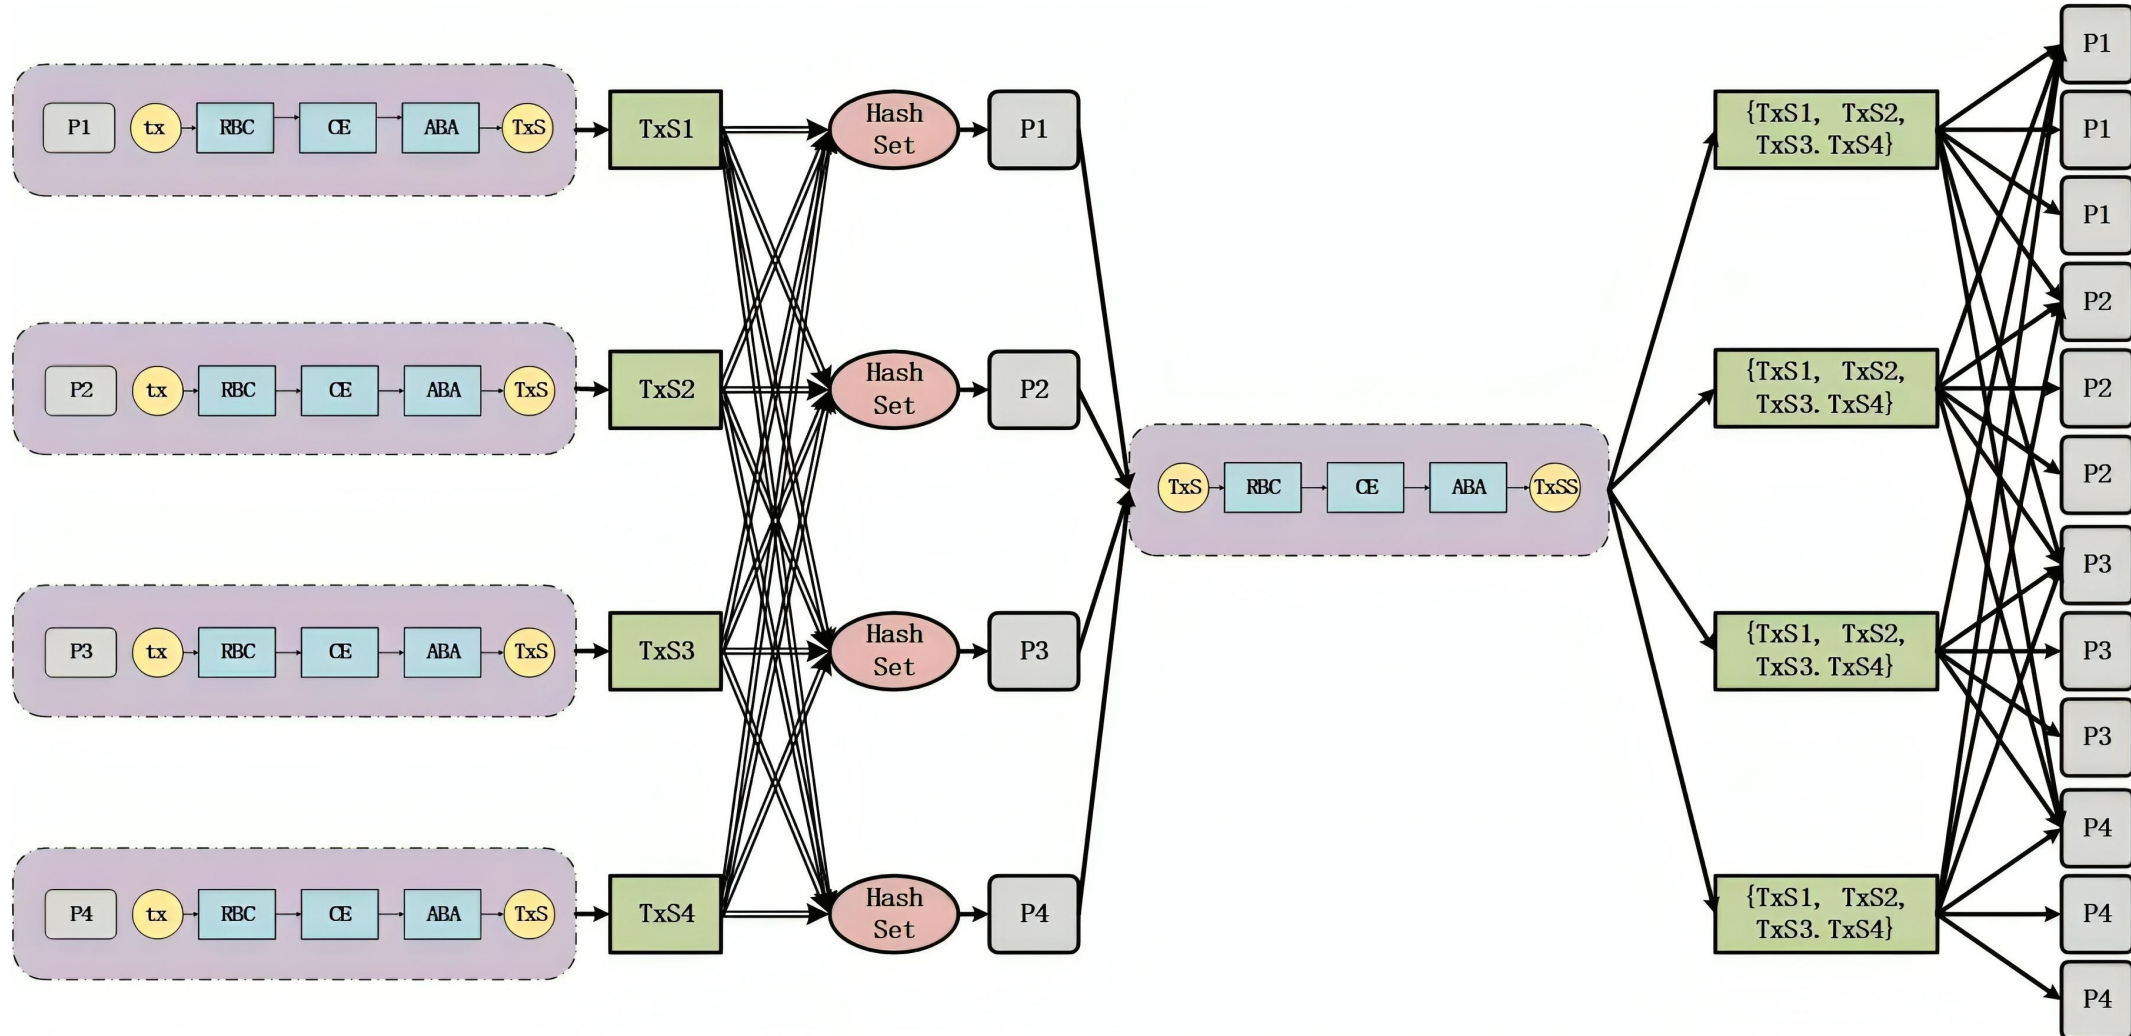 P1 tx RBC CE ABA TxS
TxS1
Hash
Set
P1
P2 tx RBC CE ABA TxS
TxS2
Hash
Set
P2
P3 tx RBC CE ABA TxS
TxS3
Hash
Set
P3
P4 tx RBC CE ABA TxS
TxS4
Hash
Set
P4
TxS RBC CE ABA TxSS
{TxS1, TxS2,
TxS3. TxS4}
{TxS1, TxS2,
TxS3. TxS4}
{TxS1, TxS2,
TxS3. TxS4}
{TxS1, TxS2,
TxS3. TxS4}
P1
P1
P1
P2
P2
P2
P3
P3
P3
P4
P4
P4